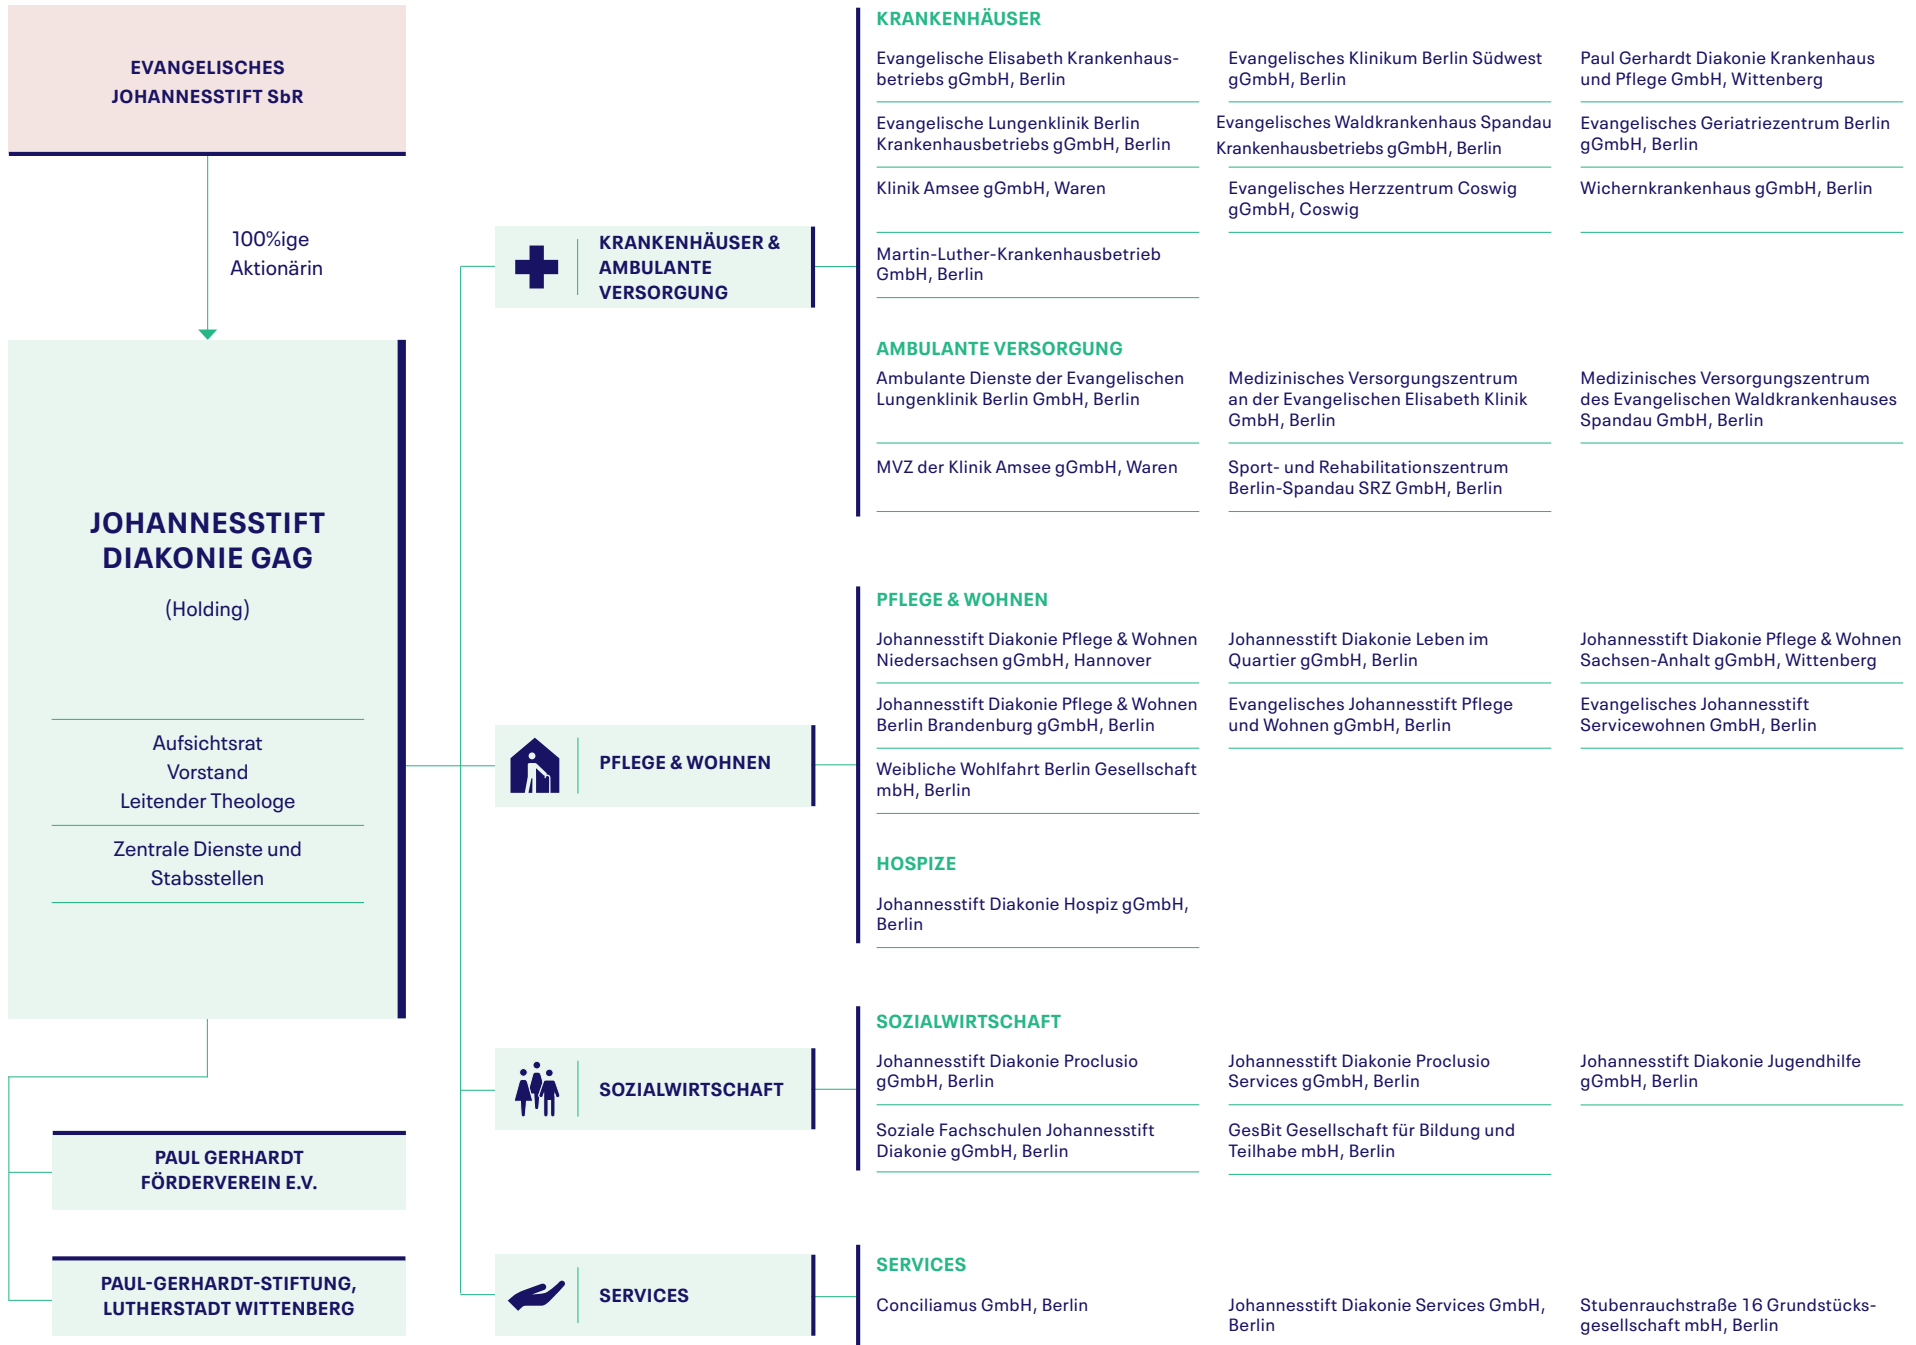 EVANGELISCHES
JOHANNESSTIFT SbR
100%ige
Aktionärin
JOHANNESSTIFT
DIAKONIE GAG
(Holding)
Aufsichtsrat
Vorstand
Leitender Theologe
Zentrale Dienste und
Stabsstellen
PAUL GERHARDT
FÖRDERVEREIN E.V.
PAUL-GERHARDT-STIFTUNG,
LUTHERSTADT WITTENBERG
KRANKENHÄUSER &
AMBULANTE
VERSORGUNG
KRANKENHÄUSER
Evangelische Elisabeth Krankenhaus-
betriebs gGmbH, Berlin
Evangelisches Klinikum Berlin Südwest
gGmbH, Berlin
Paul Gerhardt Diakonie Krankenhaus
und Pflege GmbH, Wittenberg
Evangelische Lungenklinik Berlin
Krankenhausbetriebs gGmbH, Berlin
Evangelisches Waldkrankenhaus Spandau
Krankenhausbetriebs gGmbH, Berlin
Evangelisches Geriatriezentrum Berlin
gGmbH, Berlin
Klinik Amsee gGmbH, Waren
Evangelisches Herzzentrum Coswig
gGmbH, Coswig
Wichernkrankenhaus gGmbH, Berlin
Martin-Luther-Krankenhausbetrieb
GmbH, Berlin
AMBULANTE VERSORGUNG
Ambulante Dienste der Evangelischen
Lungenklinik Berlin GmbH, Berlin
Medizinisches Versorgungszentrum
an der Evangelischen Elisabeth Klinik
GmbH, Berlin
Medizinisches Versorgungszentrum
des Evangelischen Waldkrankenhauses
Spandau GmbH, Berlin
MVZ der Klinik Amsee gGmbH, Waren
Sport- und Rehabilitationszentrum
Berlin-Spandau SRZ GmbH, Berlin
PFLEGE & WOHNEN
PFLEGE & WOHNEN
Johannesstift Diakonie Pflege & Wohnen
Niedersachsen gGmbH, Hannover
Johannesstift Diakonie Leben im
Quartier gGmbH, Berlin
Johannesstift Diakonie Pflege & Wohnen
Sachsen-Anhalt gGmbH, Wittenberg
Johannesstift Diakonie Pflege & Wohnen
Berlin Brandenburg gGmbH, Berlin
Evangelisches Johannesstift Pflege
und Wohnen gGmbH, Berlin
Evangelisches Johannesstift
Servicewohnen GmbH, Berlin
Weibliche Wohlfahrt Berlin Gesellschaft
mbH, Berlin
HOSPIZE
Johannesstift Diakonie Hospiz gGmbH,
Berlin
SOZIALWIRTSCHAFT
SOZIALWIRTSCHAFT
Johannesstift Diakonie Proclusio
gGmbH, Berlin
Johannesstift Diakonie Proclusio
Services gGmbH, Berlin
Johannesstift Diakonie Jugendhilfe
gGmbH, Berlin
Soziale Fachschulen Johannesstift
Diakonie gGmbH, Berlin
GesBit Gesellschaft für Bildung und
Teilhabe mbH, Berlin
SERVICES
SERVICES
Conciliamus GmbH, Berlin
Johannesstift Diakonie Services GmbH,
Berlin
Stubenrauchstraße 16 Grundstücks-
gesellschaft mbH, Berlin